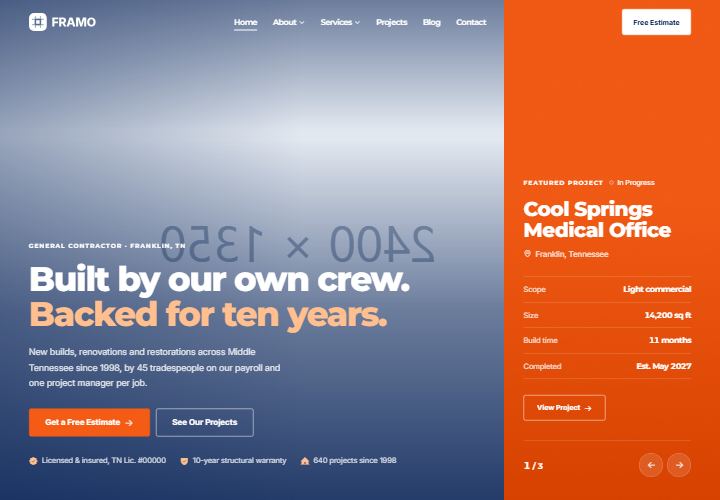 FRAMO
Home About Services Projects Blog Contact
Free Estimate
2400 × 1350
GENERAL CONTRACTOR - FRANKLIN, TN
Built by our own crew.
Backed for ten years.
New builds, renovations and restorations across Middle
Tennessee since 1998, by 45 tradespeople on our payroll and
one project manager per job.
Get a Free Estimate →
See Our Projects
Licensed & insured, TN Lic. #00000
10-year structural warranty
640 projects since 1998
FEATURED PROJECT In Progress
Cool Springs
Medical Office
Franklin, Tennessee
Scope Light commercial
Size 14,200 sq ft
Build time 11 months
Completed Est. May 2027
View Project →
1 / 3